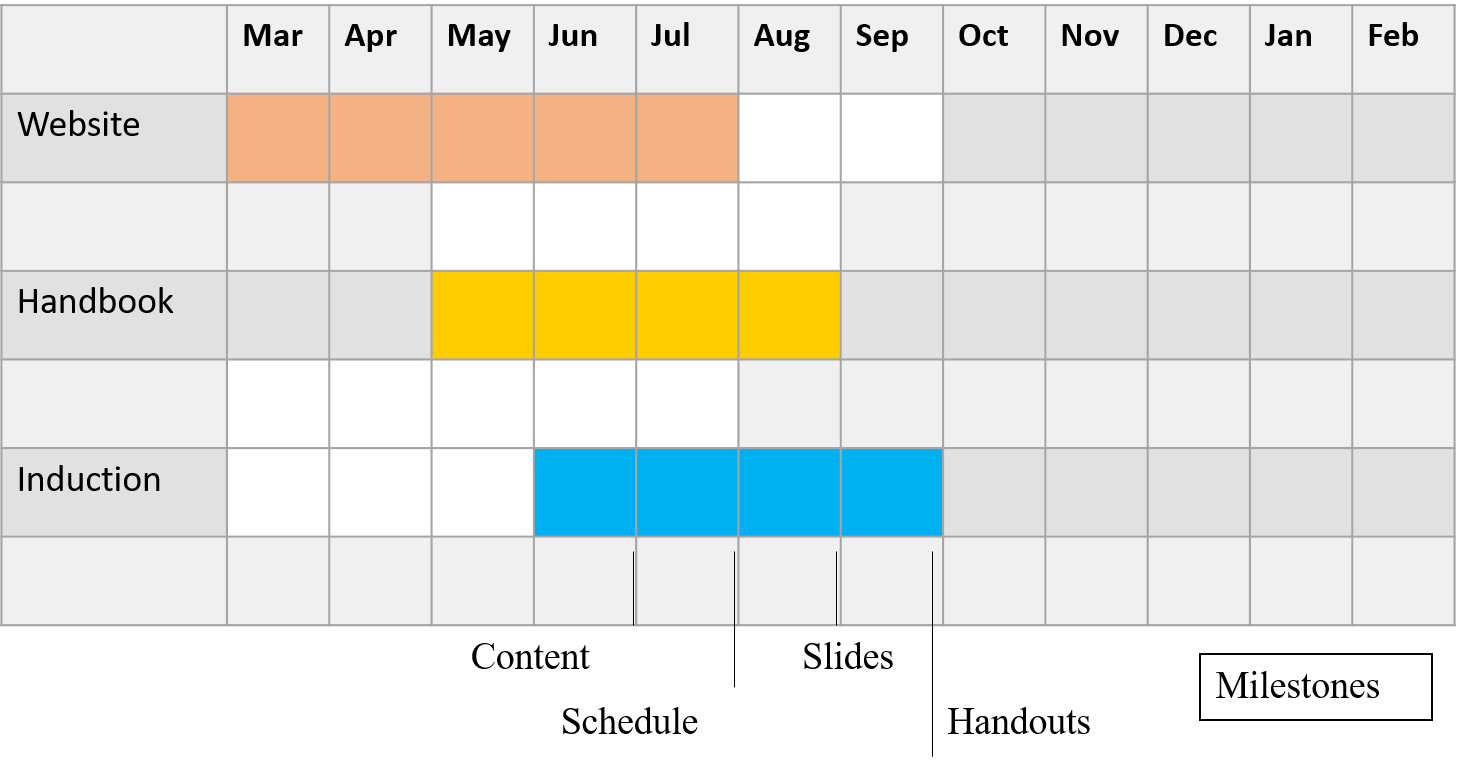 Mar Apr May Jun Jul Aug Sep Oct Nov Dec Jan Feb
Website
Handbook
Induction
Content Slides
Milestones
Schedule Handouts